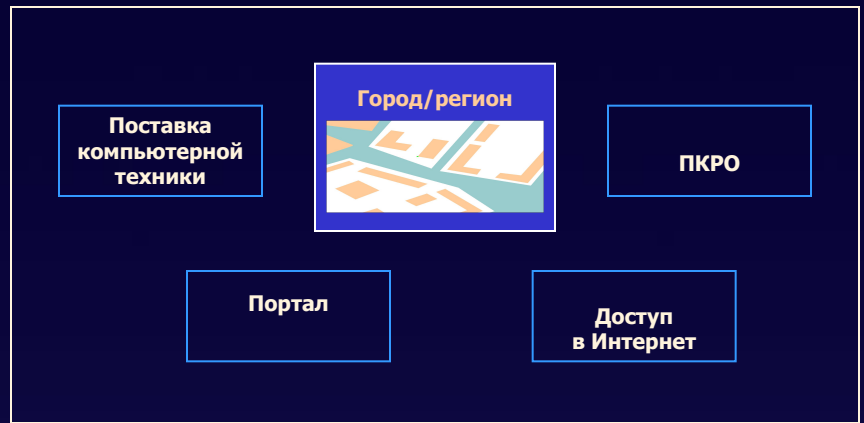 Город/регион
Поставка
компьютерной
техники
ПКРО
Портал
Доступ
в Интернет